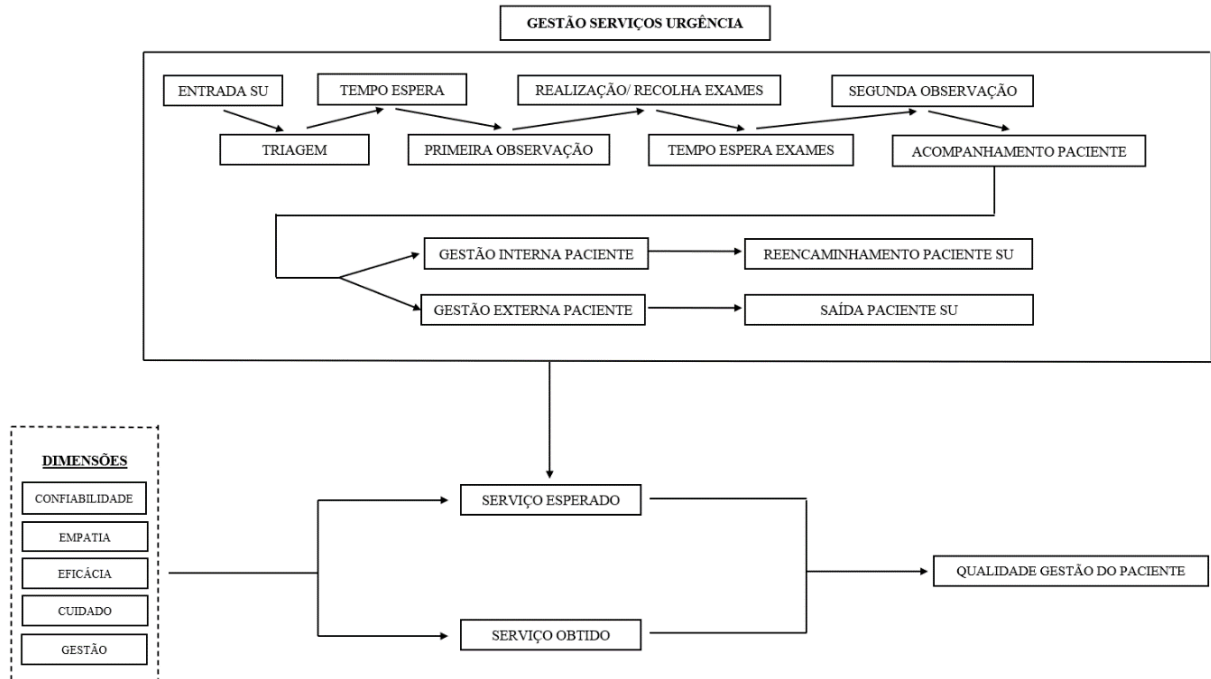 GESTÃO SERVIÇOS URGÊNCIA
ENTRADA SU
TEMPO ESPERA
REALIZAÇÃO/ RECOLHA EXAMES
SEGUNDA OBSERVAÇÃO
TRIAGEM
PRIMEIRA OBSERVAÇÃO
TEMPO ESPERA EXAMES
ACOMPANHAMENTO PACIENTE
GESTÃO INTERNA PACIENTE
REENCAMINHAMENTO PACIENTE SU
GESTÃO EXTERNA PACIENTE
SAÍDA PACIENTE SU
DIMENSÕES
CONFIABILIDADE
EMPATIA
EFICÁCIA
CUIDADO
GESTÃO
SERVIÇO ESPERADO
SERVIÇO OBTIDO
QUALIDADE GESTÃO DO PACIENTE